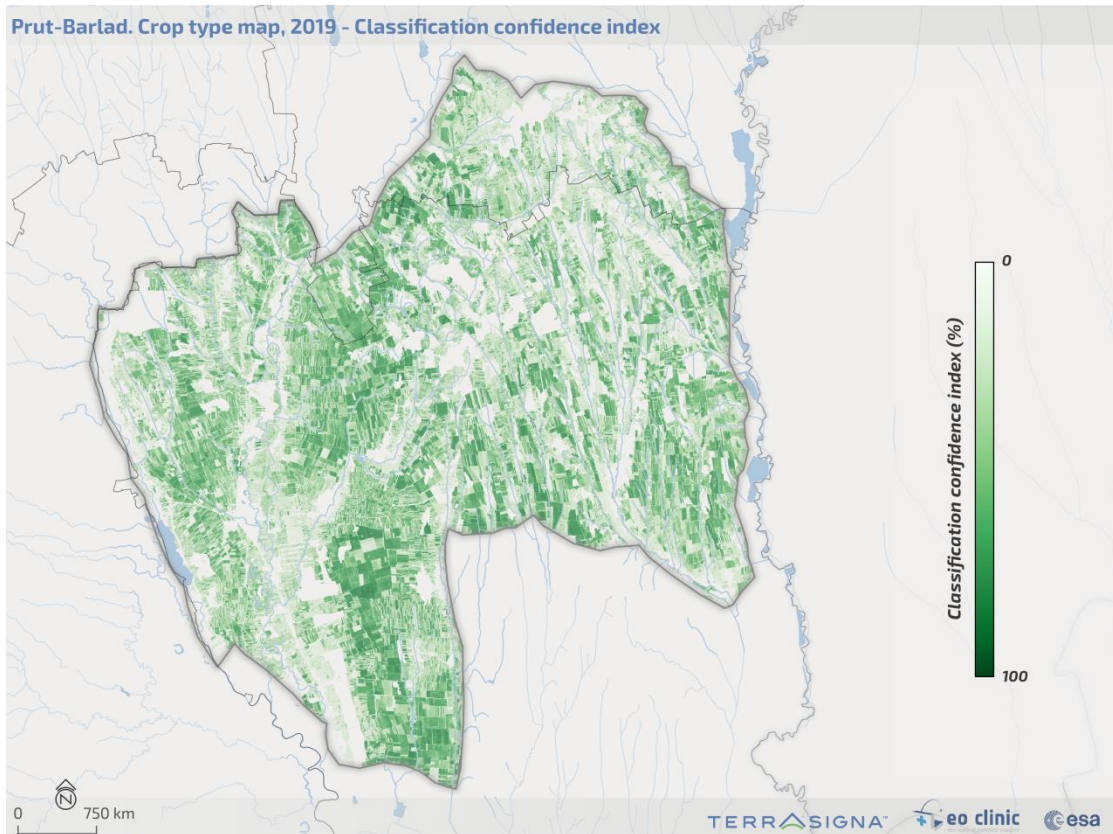 Prut-Barlad. Crop type map, 2019 - Classification confidence index
0
Classification confidence index (%)
100
N
0 750 km
TERRASIGNA™
eo clinic
esa